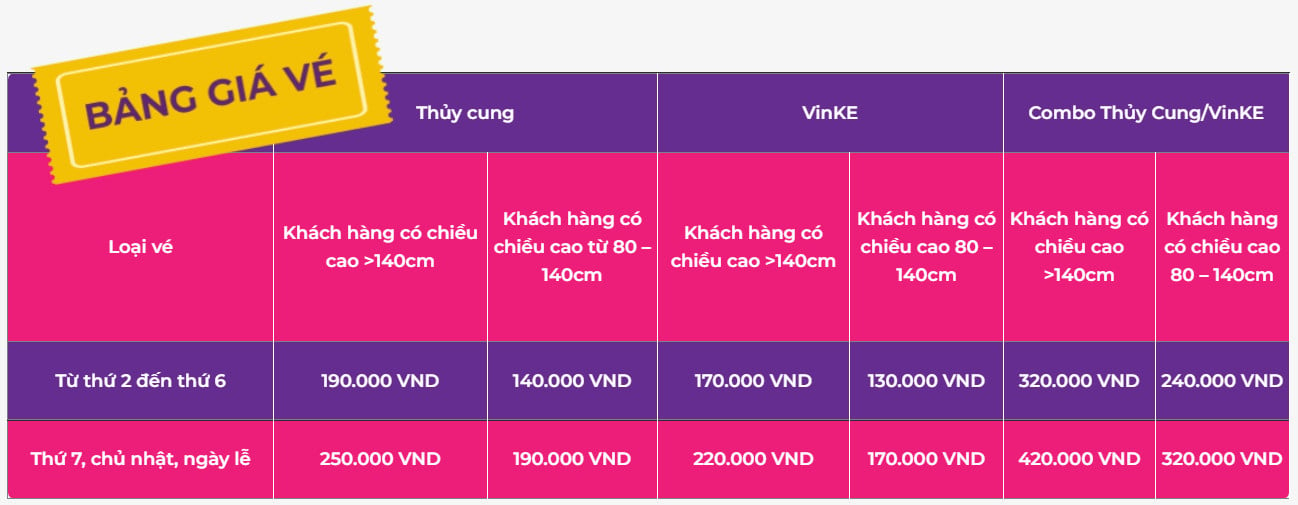 BẢNG GIÁ VÉ
Thủy cung
VinKE
Combo Thủy Cung/VinKE
Loại vé
Khách hàng có chiều
cao >140cm
Khách hàng có
chiều cao từ 80 –
140cm
Khách hàng có
chiều cao >140cm
Khách hàng có
chiều cao 80 –
140cm
Khách hàng có
chiều cao
>140cm
Khách hàng
có chiều cao
80 – 140cm
Từ thứ 2 đến thứ 6
190.000 VND
140.000 VND
170.000 VND
130.000 VND
320.000 VND
240.000 VND
Thứ 7, chủ nhật, ngày lễ
250.000 VND
190.000 VND
220.000 VND
170.000 VND
420.000 VND
320.000 VND